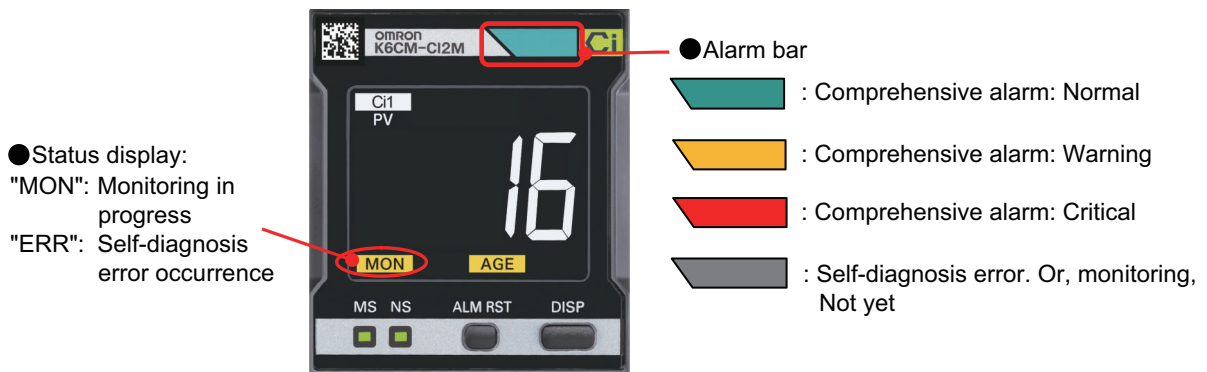 omron
K6CM-CI2M
Ci
Ci1
PV
16
MON
AGE
MS NS ALM RST DISP
●Status display:
"MON": Monitoring in
progress
"ERR": Self-diagnosis
error occurrence
●Alarm bar
: Comprehensive alarm: Normal
: Comprehensive alarm: Warning
: Comprehensive alarm: Critical
: Self-diagnosis error. Or, monitoring,
Not yet